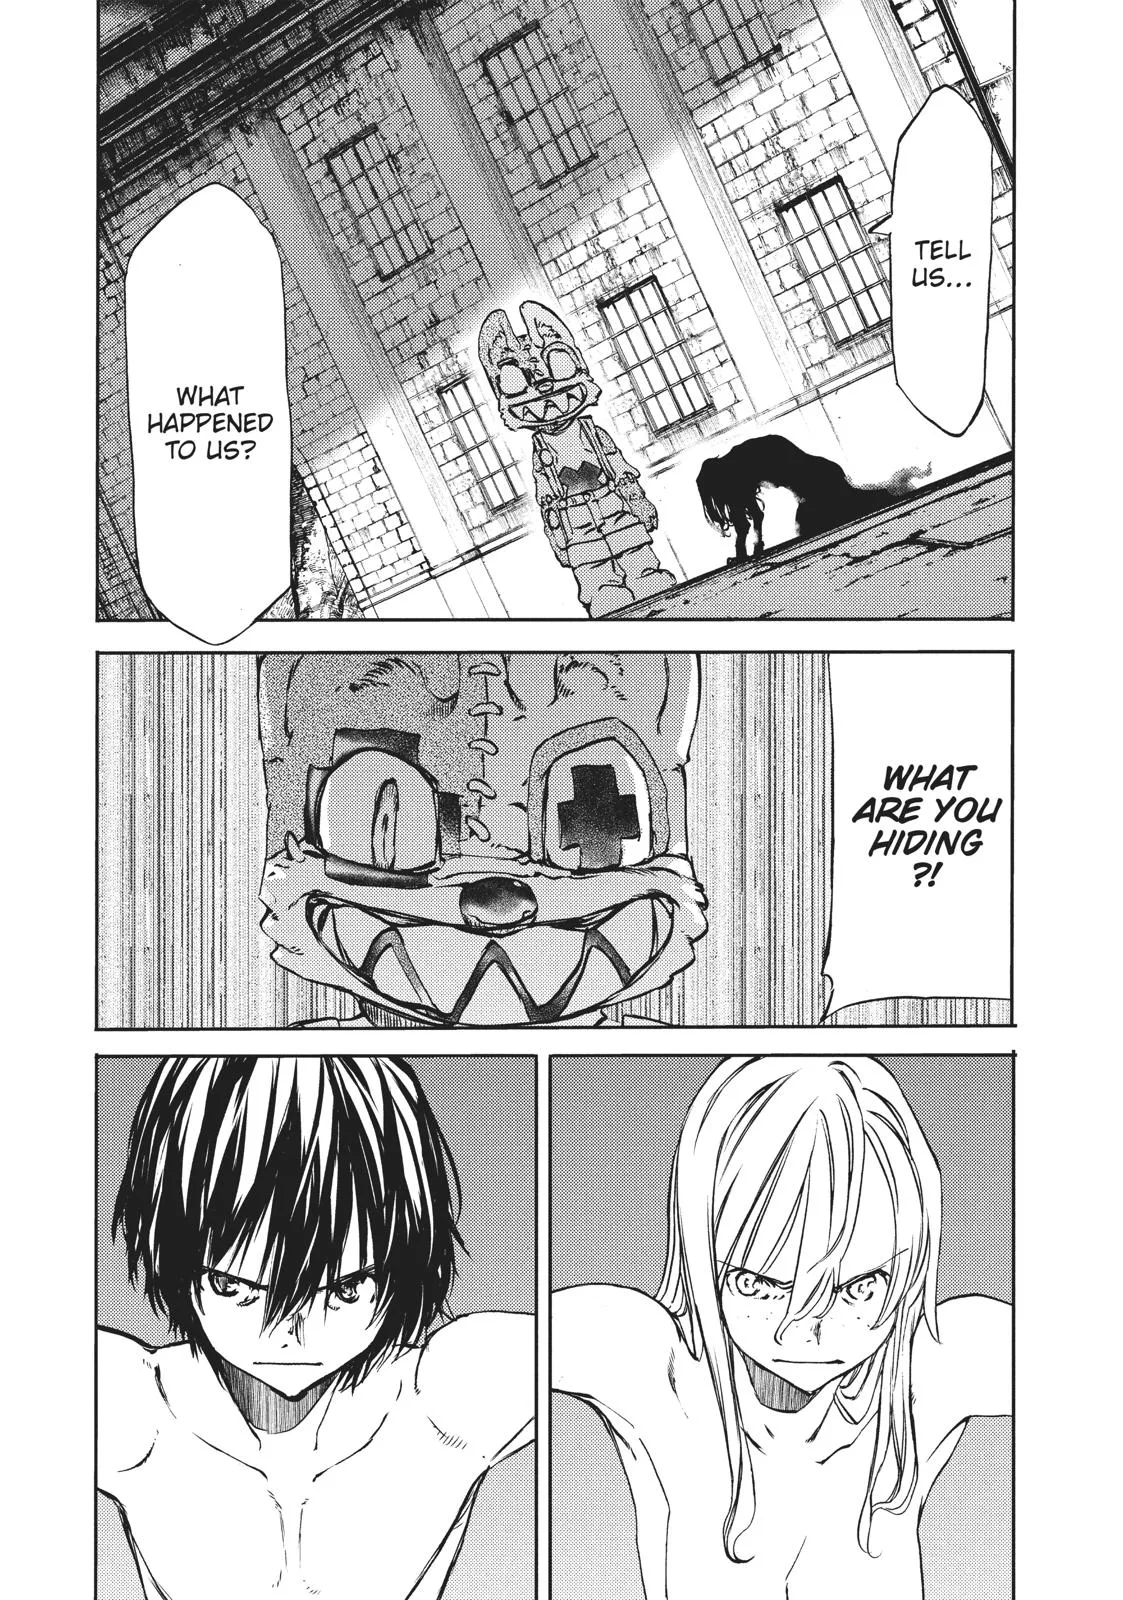 TELL
US...
WHAT
HAPPENED
TO US?
WHAT
ARE YOU
HIDING
?!